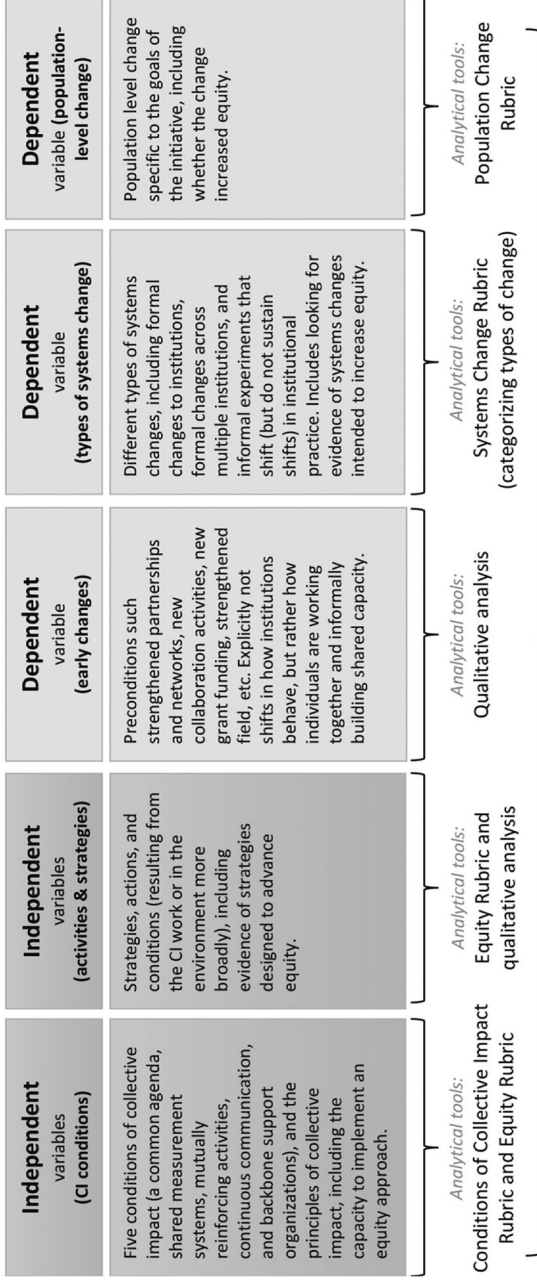 Independent
variables
(CI conditions)
Five conditions of collective
impact (a common agenda,
shared measurement
systems, mutually
reinforcing activities,
continuous communication,
and backbone support
organizations), and the
principles of collective
impact, including the
capacity to implement an
equity approach.
Analytical tools:
Conditions of Collective Impact
Rubric and Equity Rubric
Independent
variables
(activities & strategies)
Strategies, actions, and
conditions (resulting from
the CI work or in the
environment more
broadly), including
evidence of strategies
designed to advance
equity.
Analytical tools:
Equity Rubric and
qualitative analysis
Dependent
variable
(early changes)
Preconditions such
strengthened partnerships
and networks, new
collaboration activities, new
grant funding, strengthened
field, etc. Explicitly not
shifts in how institutions
behave, but rather how
individuals are working
together and informally
building shared capacity.
Analytical tools:
Qualitative analysis
Dependent
variable
(types of systems change)
Different types of systems
changes, including formal
changes to institutions,
formal changes across
multiple institutions, and
informal experiments that
shift (but do not sustain
shifts) in institutional
practice. Includes looking for
evidence of systems changes
intended to increase equity.
Analytical tools:
Systems Change Rubric
(categorizing types of change)
Dependent
variable (population-
level change)
Population level change
specific to the goals of
the initiative, including
whether the change
increased equity.
Analytical tools:
Population Change
Rubric